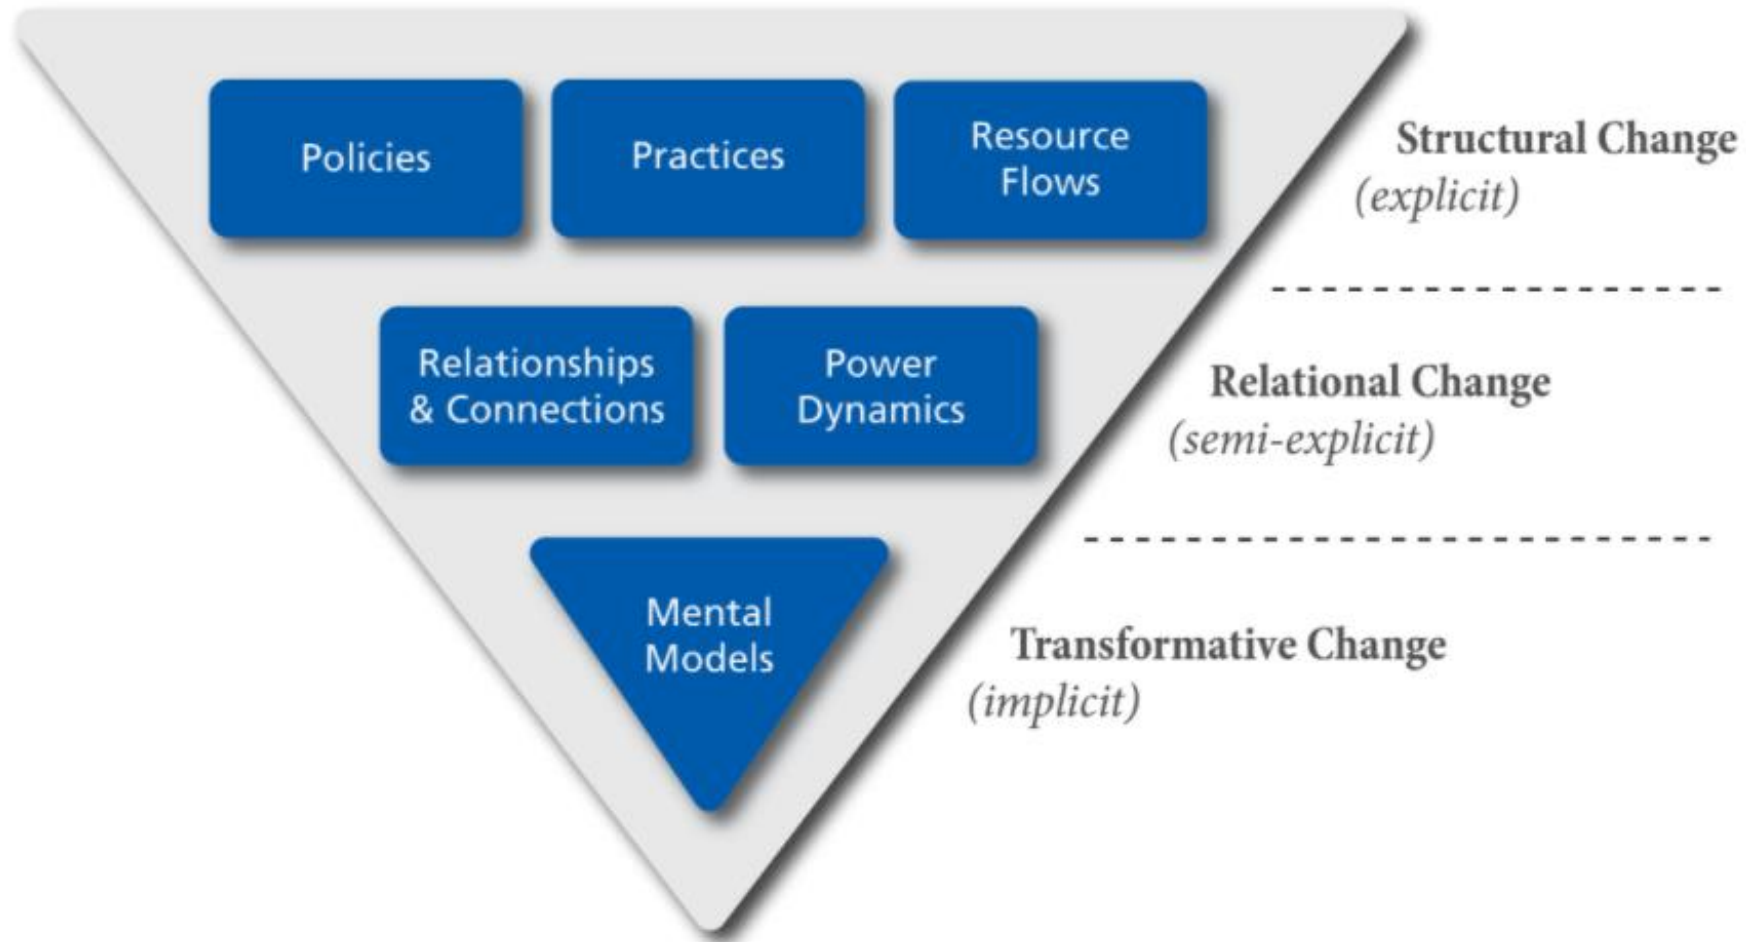 Policies
Practices
Resource
Flows
Structural Change
(explicit)
Relationships
& Connections
Power
Dynamics
Relational Change
(semi-explicit)
Mental
Models
Transformative Change
(implicit)